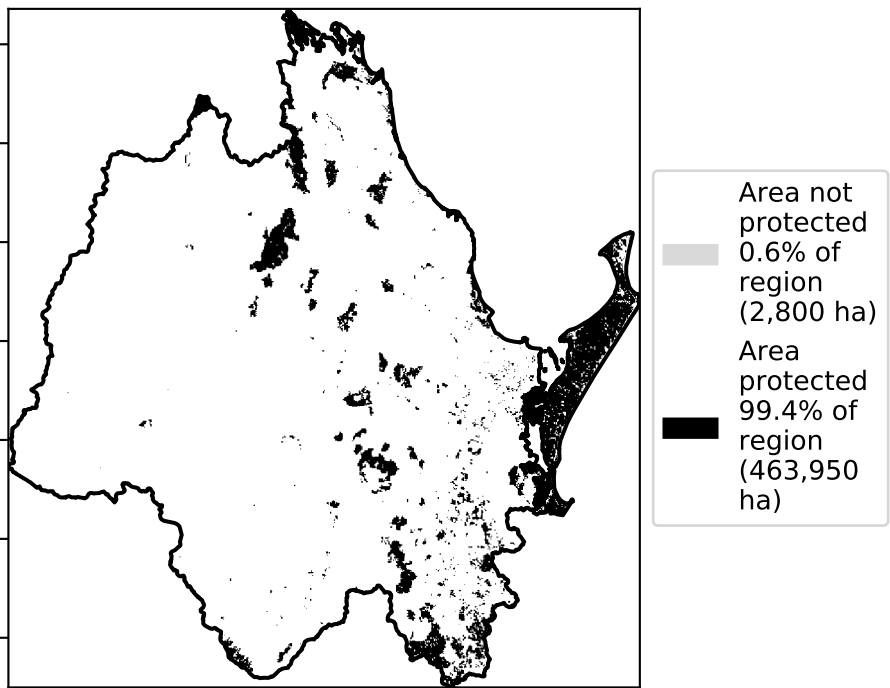 Area not
protected
0.6% of
region
(2,800 ha)
Area
protected
99.4% of
region
(463,950
ha)